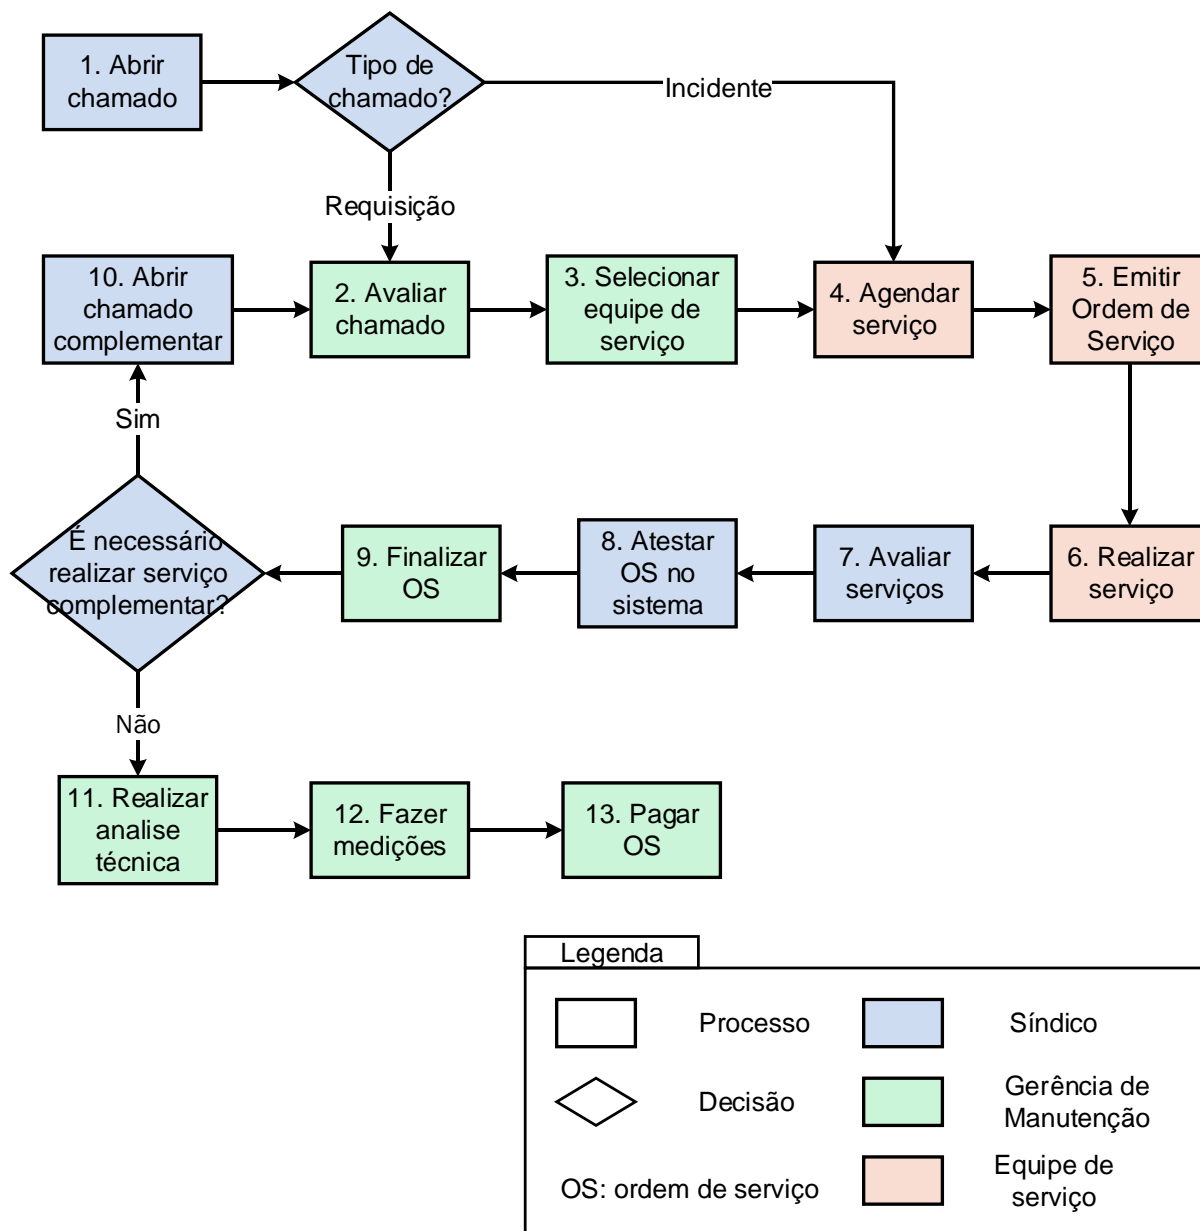 1. Abrir
chamado
Tipo de
chamado?
Incidente
Requisição
10. Abrir
chamado
complementar
2. Avaliar
chamado
3. Selecionar
equipe de
serviço
4. Agendar
serviço
5. Emitir
Ordem de
Serviço
Sim
É necessário
realizar serviço
complementar?
9. Finalizar
OS
8. Atestar
OS no
sistema
7. Avaliar
serviços
6. Realizar
serviço
Não
11. Realizar
analise
técnica
12. Fazer
medições
13. Pagar
OS
Legenda
Processo
Síndico
Decisão
Gerência de
Manutenção
OS: ordem de serviço
Equipe de
serviço